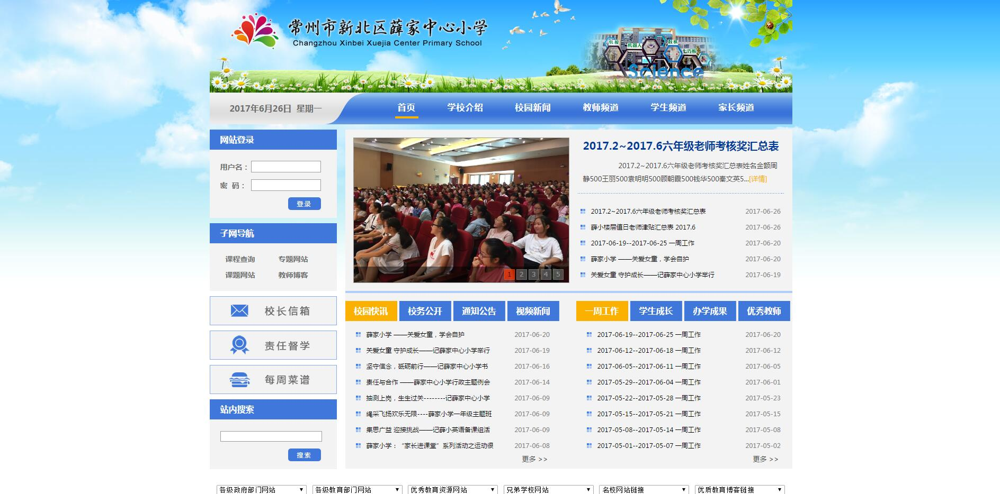 常州市新北区薛家中心小学
Changzhou Xinbei Xuejia Center Primary School
机器人
七巧板
Science
2017年6月26日 星期一
首页 学校介绍 校园新闻 教师频道 学生频道 家长频道
网站登录
用户名：
密 码：
登录
子网导航
课程查询 专题网站
课题网站 教师博客
校长信箱
责任督学
每周菜谱
站内搜索
搜索
1 2 3 4 5
2017.2~2017.6六年级老师考核奖汇总表
2017.2~2017.6六年级老师考核奖汇总表姓名金额周
静500王丽500袁明明500顾朝霞500钱华500秦文英5...[详情]
2017.2~2017.6六年级老师考核奖汇总表 2017-06-26
薛小楼层值日老师津贴汇总表 2017.6 2017-06-26
2017-06-19--2017-06-25 一周工作 2017-06-20
薛家小学 ——关爱女童，学会自护 2017-06-20
关爱女童 守护成长——记薛家中心小学举行 2017-06-19
校园快讯 校务公开 通知公告 视频新闻
薛家小学 ——关爱女童，学会自护 2017-06-20
关爱女童 守护成长——记薛家中心小学举行 2017-06-19
坚守信念，砥砺前行——记薛家中心小学书 2017-06-16
责任与合作 ——薛家中心小学行政主题例会 2017-06-14
抽测上岗，生生过关--------记薛家中心小学 2017-06-09
绳采飞扬欢乐无限----薛家小学一年级主题班 2017-06-09
集思广益 迎接挑战——记薛小英语备课组活 2017-06-09
薛家小学：“家长进课堂”系列活动之运动很 2017-06-08
更多 >>
一周工作 学生成长 办学成果 优秀教师
2017-06-19--2017-06-25 一周工作 2017-06-20
2017-06-12--2017-06-18 一周工作 2017-06-12
2017-06-05--2017-06-11 一周工作 2017-06-05
2017-05-29--2017-06-04 一周工作 2017-06-01
2017-05-22--2017-05-28 一周工作 2017-05-23
2017-05-15--2017-05-21 一周工作 2017-05-15
2017-05-08--2017-05-14 一周工作 2017-05-08
2017-05-01--2017-05-07 一周工作 2017-05-02
更多 >>
各级政府部门网站 各级教育部门网站 优秀教育资源网站 兄弟学校网站 名校网站链接 优质教育博客链接